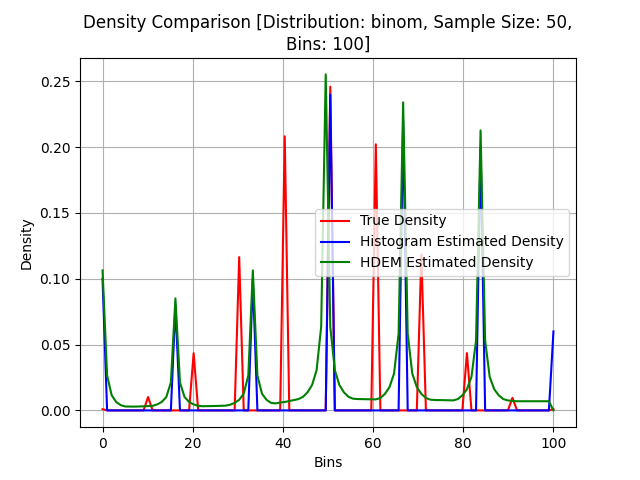 Density Comparison [Distribution: binom, Sample Size: 50,
Bins: 100]
Density
0.25
0.20
0.15
0.10
0.05
0.00
True Density
Histogram Estimated Density
HDEM Estimated Density
0 20 40 60 80 100
Bins